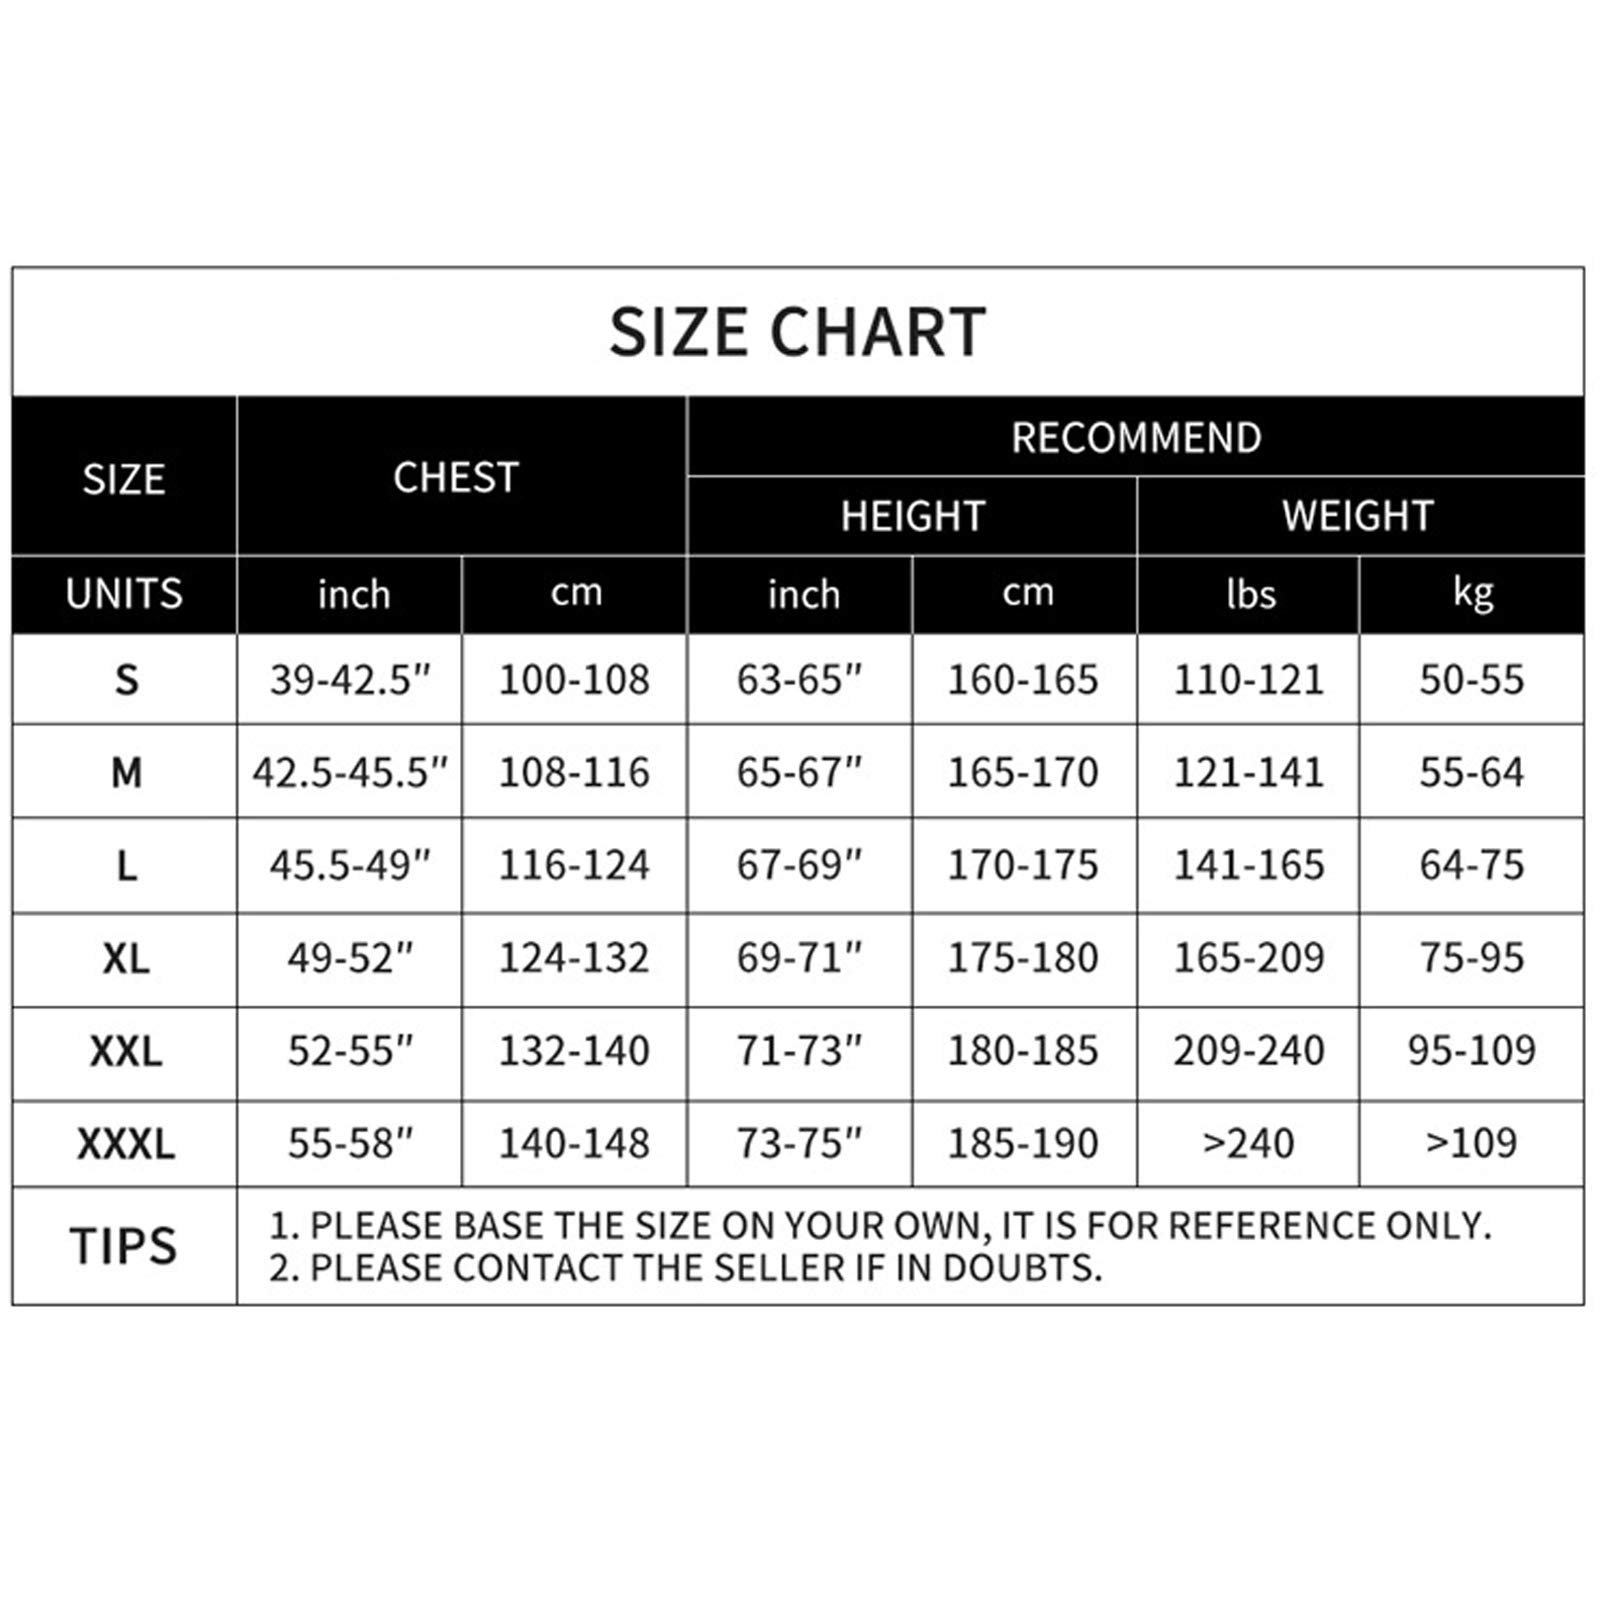 SIZE CHART
SIZE CHEST RECOMMEND
HEIGHT WEIGHT
UNITS inch cm inch cm lbs kg
S 39-42.5" 100-108 63-65" 160-165 110-121 50-55
M 42.5-45.5" 108-116 65-67" 165-170 121-141 55-64
L 45.5-49" 116-124 67-69" 170-175 141-165 64-75
XL 49-52" 124-132 69-71" 175-180 165-209 75-95
XXL 52-55" 132-140 71-73" 180-185 209-240 95-109
XXXL 55-58" 140-148 73-75" 185-190 >240 >109
TIPS
1. PLEASE BASE THE SIZE ON YOUR OWN, IT IS FOR REFERENCE ONLY.
2. PLEASE CONTACT THE SELLER IF IN DOUBTS.